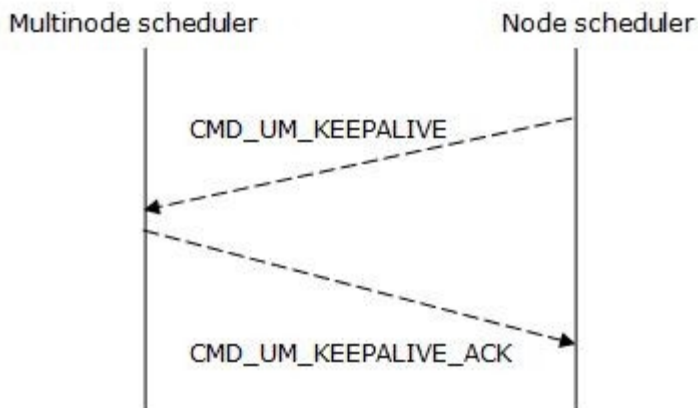 Multinode scheduler
Node scheduler
CMD_UM_KEEPALIVE
CMD_UM_KEEPALIVE_ACK